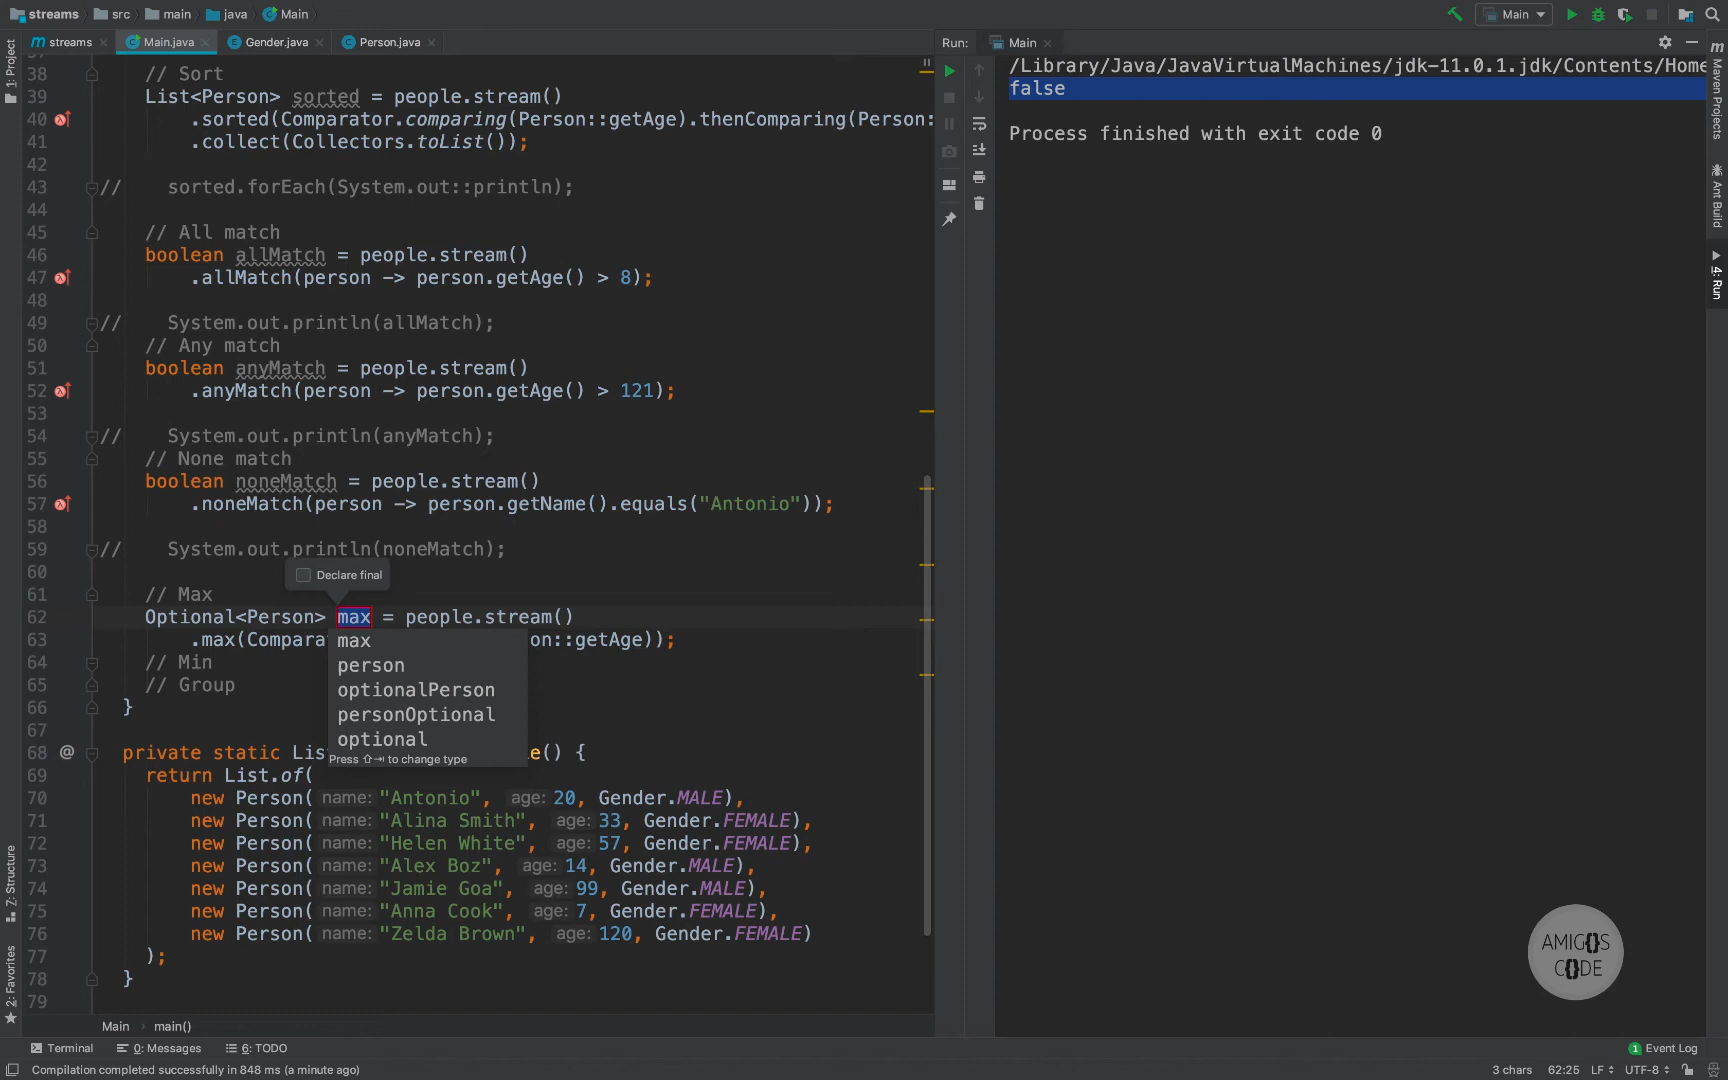 streams src main java Main
Main
streams Main.java Gender.java Person.java
Run: Main
1: Project
38 // Sort
39 List<Person> sorted = people.stream()
40 .sorted(Comparator.comparing(Person::getAge).thenComparing(Person:
41 .collect(Collectors.toList());
42
43 // sorted.forEach(System.out::println);
44
45 // All match
46 boolean allMatch = people.stream()
47 .allMatch(person -> person.getAge() > 8);
48
49 // System.out.println(allMatch);
50 // Any match
51 boolean anyMatch = people.stream()
52 .anyMatch(person -> person.getAge() > 121);
53
54 // System.out.println(anyMatch);
55 // None match
56 boolean noneMatch = people.stream()
57 .noneMatch(person -> person.getName().equals("Antonio"));
58
59 // System.out.println(noneMatch);
60
Declare final
61 // Max
62 Optional<Person> max = people.stream()
63 .max(Compara on::getAge));
64 // Min
65 // Group
66 }
67
max
person
optionalPerson
personOptional
optional
Press ⇧⇥ to change type
68 @ private static Lis e() {
69 return List.of(
70 new Person( name: "Antonio", age: 20, Gender.MALE),
71 new Person( name: "Alina Smith", age: 33, Gender.FEMALE),
72 new Person( name: "Helen White", age: 57, Gender.FEMALE),
73 new Person( name: "Alex Boz", age: 14, Gender.MALE),
74 new Person( name: "Jamie Goa", age: 99, Gender.MALE),
75 new Person( name: "Anna Cook", age: 7, Gender.FEMALE),
76 new Person( name: "Zelda Brown", age: 120, Gender.FEMALE)
77 );
78 }
79
/Library/Java/JavaVirtualMachines/jdk-11.0.1.jdk/Contents/Home
false
Process finished with exit code 0
m Maven Projects
Ant Build
4: Run
Z: Structure
2: Favorites
AMIG{}S
C{}DE
Main > main()
Terminal 0: Messages 6: TODO
1 Event Log
Compilation completed successfully in 848 ms (a minute ago)
3 chars 62:25 LF UTF-8